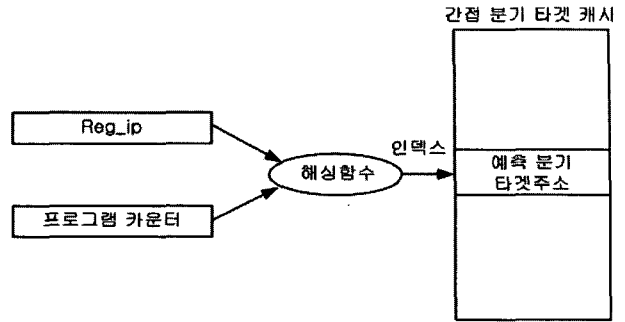 간접 분기 타겟 캐시
Reg_ip
프로그램 카운터
해싱함수
인덱스
예측 분기
타겟주소